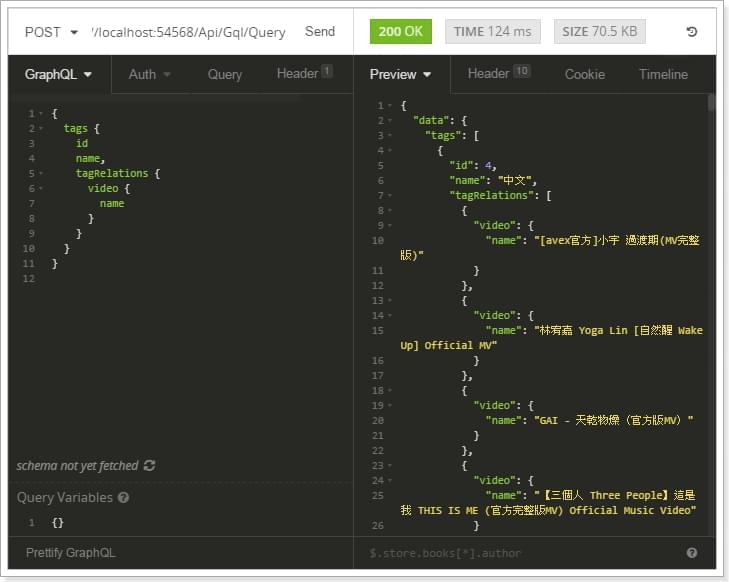 POST '/localhost:54568/Api/Gql/Query Send 200 OK TIME 124 ms SIZE 70.5 KB
GraphQL Auth Query Header 1 Preview Header 10 Cookie Timeline
1 {
2 tags {
3 id
4 name,
5 tagRelations {
6 video {
7 name
8 }
9 }
10 }
11 }
12
schema not yet fetched
Query Variables ?
1 {}
Prettify GraphQL
1 {
2 "data": {
3 "tags": [
4 {
5 "id": 4,
6 "name": "中文",
7 "tagRelations": [
8 {
9 "video": {
10 "name": "[avex官方]小宇 過渡期(MV完整
版)"
11 }
12 },
13 {
14 "video": {
15 "name": "林宥嘉 Yoga Lin [自然醒 Wake
Up] Official MV"
16 }
17 },
18 {
19 "video": {
20 "name": "GAI - 天乾物燥（官方版MV）"
21 }
22 },
23 {
24 "video": {
25 "name": "【三個人 Three People】這是
我 THIS IS ME (官方完整版MV) Official Music Video"
26 }
$.store.books[*].author ?